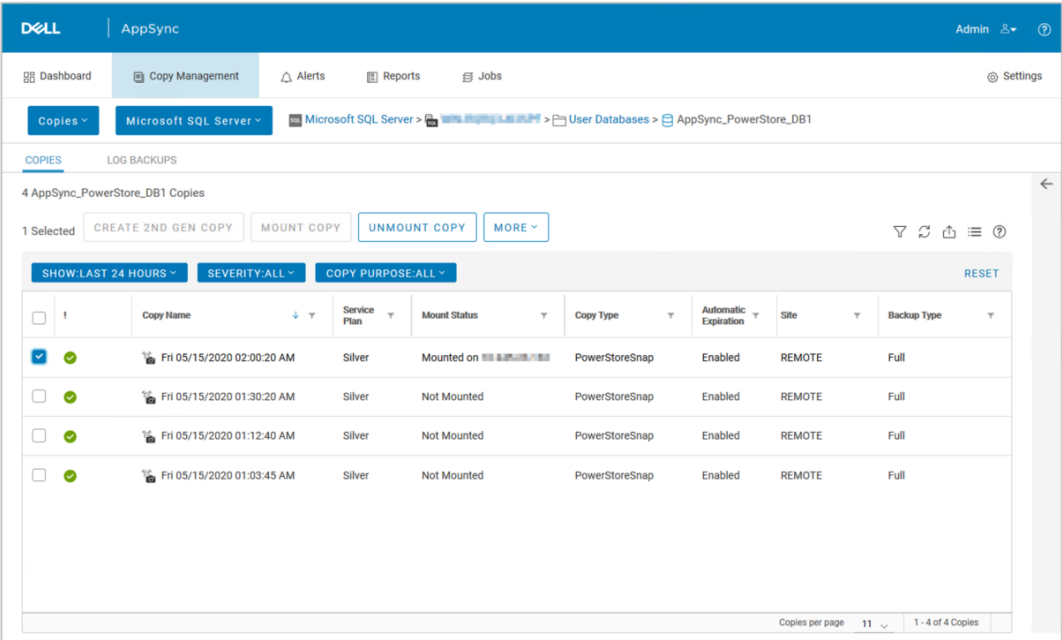 DELL AppSync Admin
Dashboard Copy Management Alerts Reports Jobs Settings
Copies Microsoft SQL Server SQL Microsoft SQL Server > > User Databases > AppSync_PowerStore_DB1
COPIES LOG BACKUPS
4 AppSync_PowerStore_DB1 Copies
1 Selected CREATE 2ND GEN COPY MOUNT COPY UNMOUNT COPY MORE
SHOW:LAST 24 HOURS SEVERITY:ALL COPY PURPOSE:ALL RESET
! Copy Name Service Plan Mount Status Copy Type Automatic Expiration Site Backup Type
Fri 05/15/2020 02:00:20 AM Silver Mounted on PowerStoreSnap Enabled REMOTE Full
Fri 05/15/2020 01:30:20 AM Silver Not Mounted PowerStoreSnap Enabled REMOTE Full
Fri 05/15/2020 01:12:40 AM Silver Not Mounted PowerStoreSnap Enabled REMOTE Full
Fri 05/15/2020 01:03:45 AM Silver Not Mounted PowerStoreSnap Enabled REMOTE Full
Copies per page 11 1 - 4 of 4 Copies